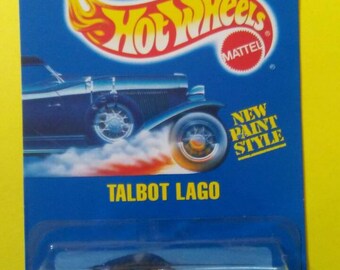 Hot Wheels
MATTEL
NEW
PAINT
STYLE
TALBOT LAGO